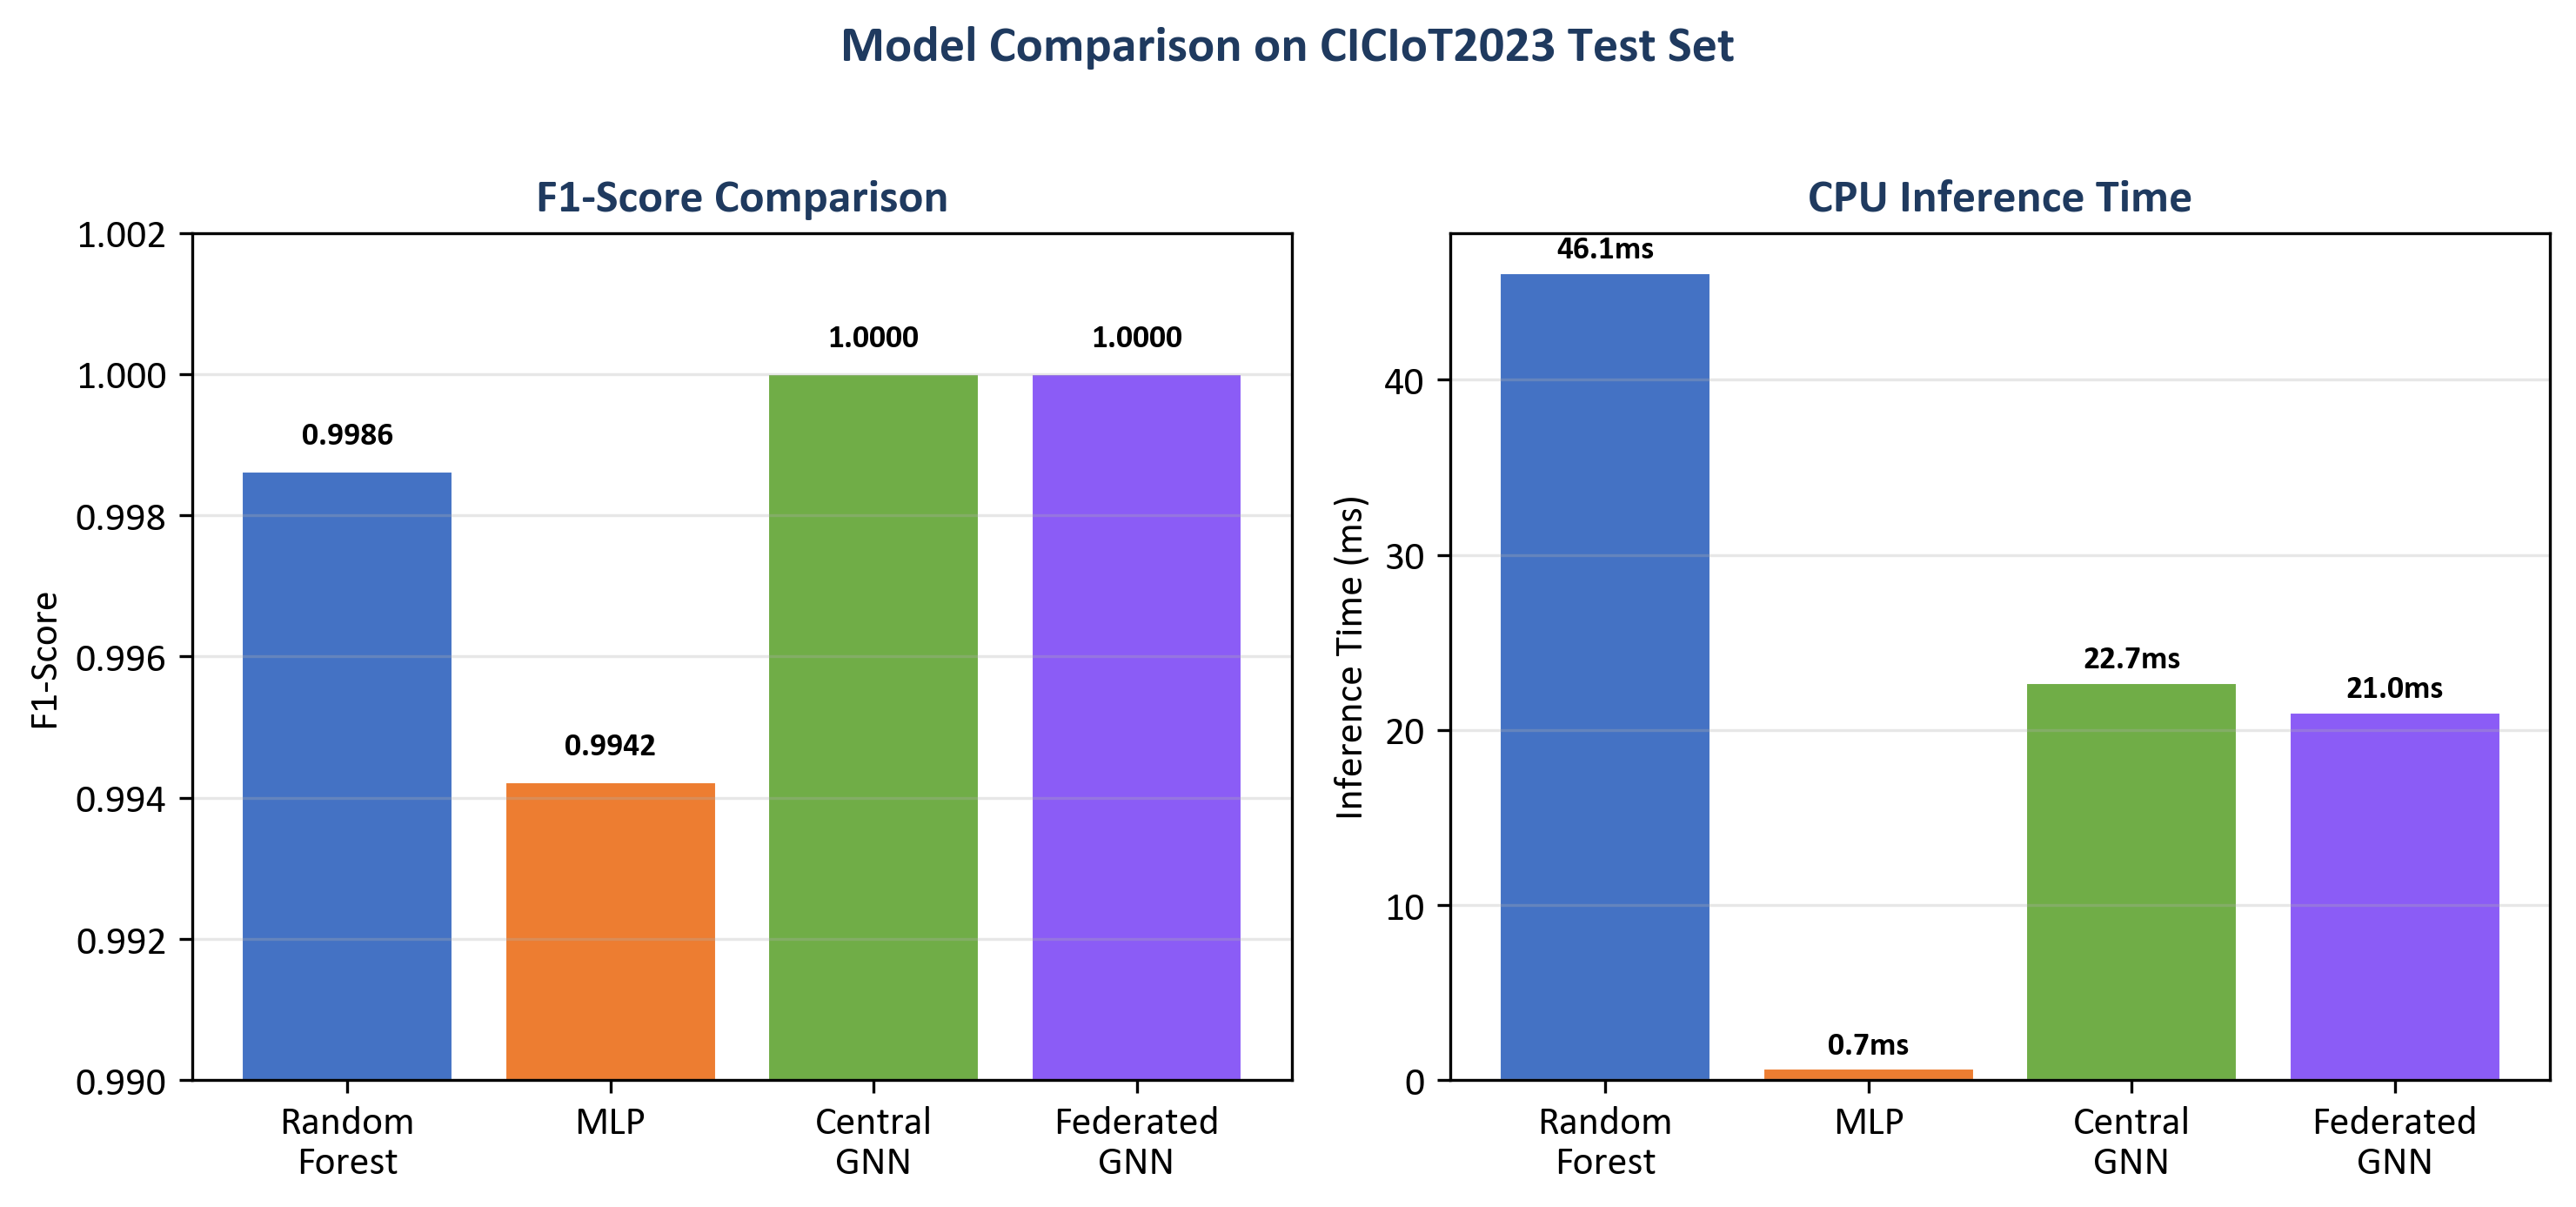 Model Comparison on CICIoT2023 Test Set
F1-Score Comparison
1.002
1.000
0.998
0.996
0.994
0.992
0.990
F1-Score
0.9986
0.9942
1.0000
1.0000
Random
Forest
MLP
Central
GNN
Federated
GNN
CPU Inference Time
40
30
20
10
0
Inference Time (ms)
46.1ms
0.7ms
22.7ms
21.0ms
Random
Forest
MLP
Central
GNN
Federated
GNN